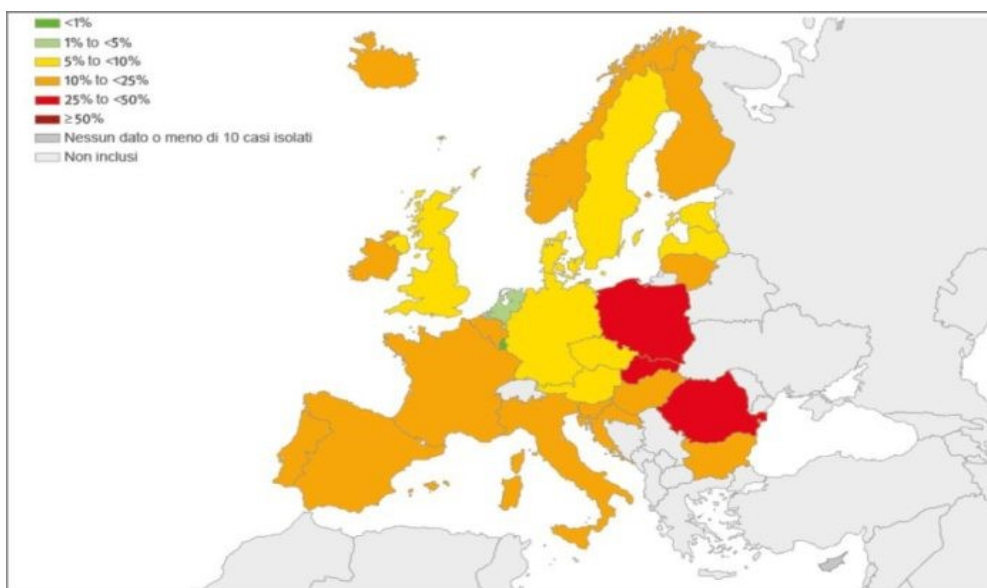 <1%
1% to <5%
5% to <10%
10% to <25%
25% to <50%
≥50%
Nessun dato o meno di 10 casi isolati
Non inclusi